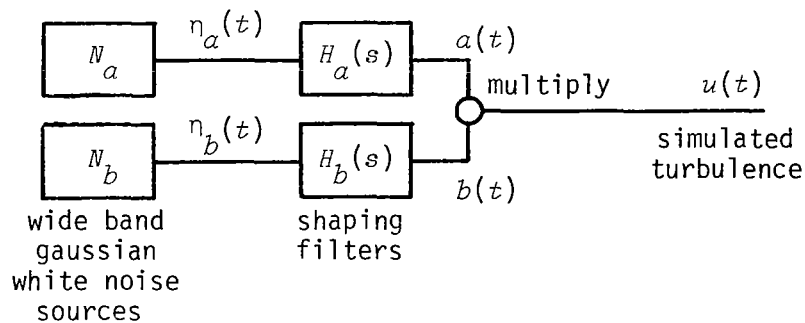 η_a(t)
N_a
H_a(s)
a(t)
multiply
u(t)
η_b(t)
N_b
H_b(s)
b(t)
simulated
turbulence
wide band
gaussian
white noise
sources
shaping
filters